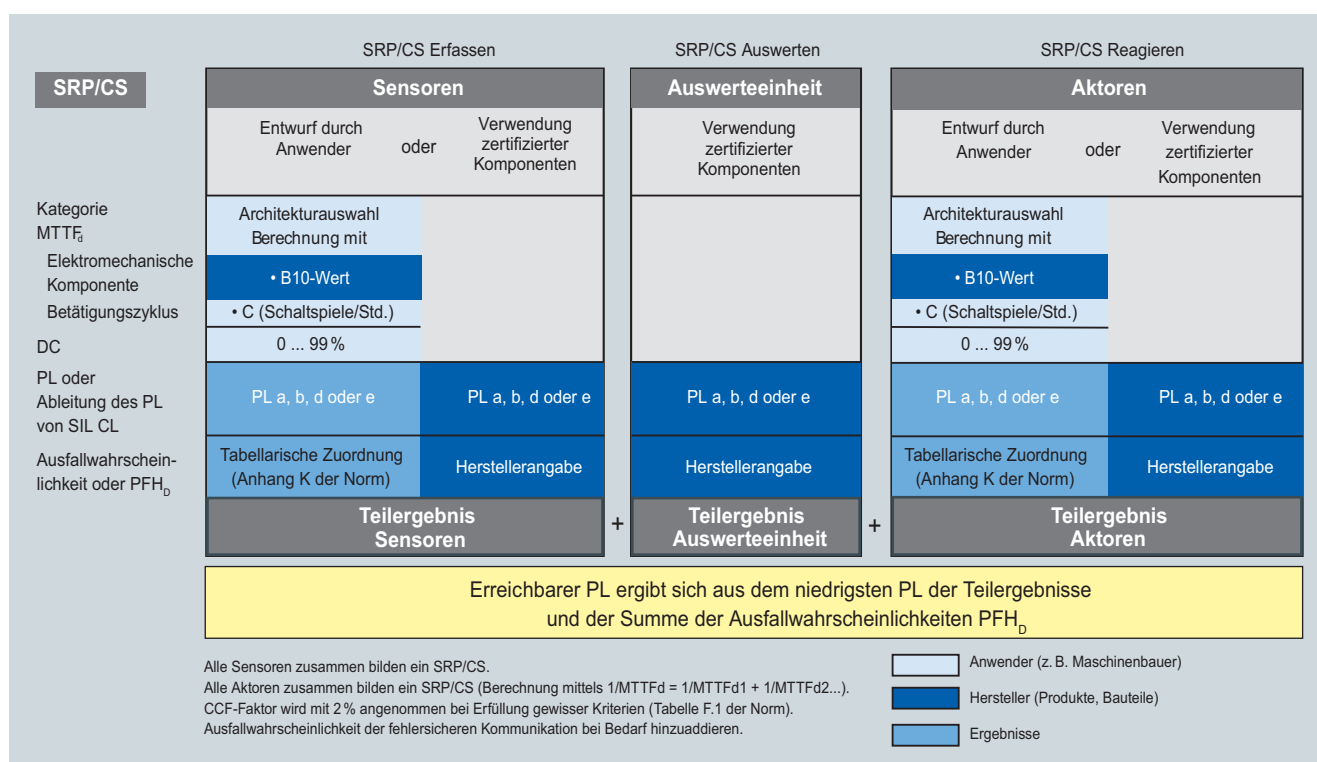 SRP/CS Erfassen
SRP/CS Auswerten
SRP/CS Reagieren
SRP/CS
Sensoren
Auswerteeinheit
Aktoren
Entwurf durch
Anwender
oder
Verwendung
zertifizierter
Komponenten
Verwendung
zertifizierter
Komponenten
Entwurf durch
Anwender
oder
Verwendung
zertifizierter
Komponenten
Kategorie
MTTFd
Architekturauswahl
Berechnung mit
Architekturauswahl
Berechnung mit
Elektromechanische
Komponente
• B10-Wert
• B10-Wert
Betätigungszyklus
• C (Schaltspiele/Std.)
• C (Schaltspiele/Std.)
DC
0 ... 99 %
0 ... 99 %
PL oder
Ableitung des PL
von SIL CL
PL a, b, d oder e
PL a, b, d oder e
PL a, b, d oder e
PL a, b, d oder e
PL a, b, d oder e
Ausfallwahrschein-
lichkeit oder PFHD
Tabellarische Zuordnung
(Anhang K der Norm)
Herstellerangabe
Herstellerangabe
Tabellarische Zuordnung
(Anhang K der Norm)
Herstellerangabe
Teilergebnis
Sensoren
+
Teilergebnis
Auswerteeinheit
+
Teilergebnis
Aktoren
Erreichbarer PL ergibt sich aus dem niedrigsten PL der Teilergebnisse
und der Summe der Ausfallwahrscheinlichkeiten PFHD
Alle Sensoren zusammen bilden ein SRP/CS.
Alle Aktoren zusammen bilden ein SRP/CS (Berechnung mittels 1/MTTFd = 1/MTTFd1 + 1/MTTFd2...).
CCF-Faktor wird mit 2 % angenommen bei Erfüllung gewisser Kriterien (Tabelle F.1 der Norm).
Ausfallwahrscheinlichkeit der fehlersicheren Kommunikation bei Bedarf hinzuaddieren.
Anwender (z. B. Maschinenbauer)
Hersteller (Produkte, Bauteile)
Ergebnisse